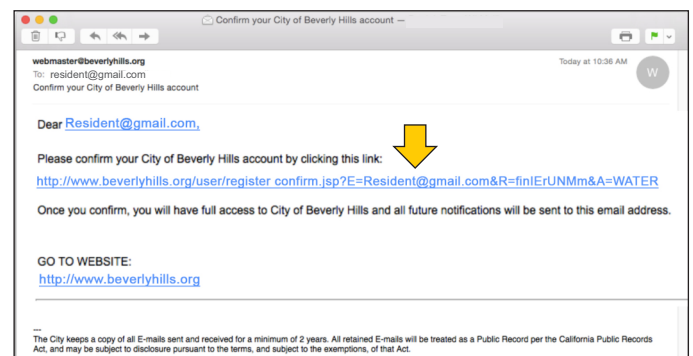 Confirm your City of Beverly Hills account —
webmaster@beverlyhills.org
Today at 10:36 AM
W
To: resident@gmail.com
Confirm your City of Beverly Hills account
Dear Resident@gmail.com,
Please confirm your City of Beverly Hills account by clicking this link:
http://www.beverlyhills.org/user/register confirm.jsp?E=Resident@gmail.com&R=finIErUNMm&A=WATER
Once you confirm, you will have full access to City of Beverly Hills and all future notifications will be sent to this email address.
GO TO WEBSITE:
http://www.beverlyhills.org
---
The City keeps a copy of all E-mails sent and received for a minimum of 2 years. All retained E-mails will be treated as a Public Record per the California Public Records
Act, and may be subject to disclosure pursuant to the terms, and subject to the exemptions, of that Act.